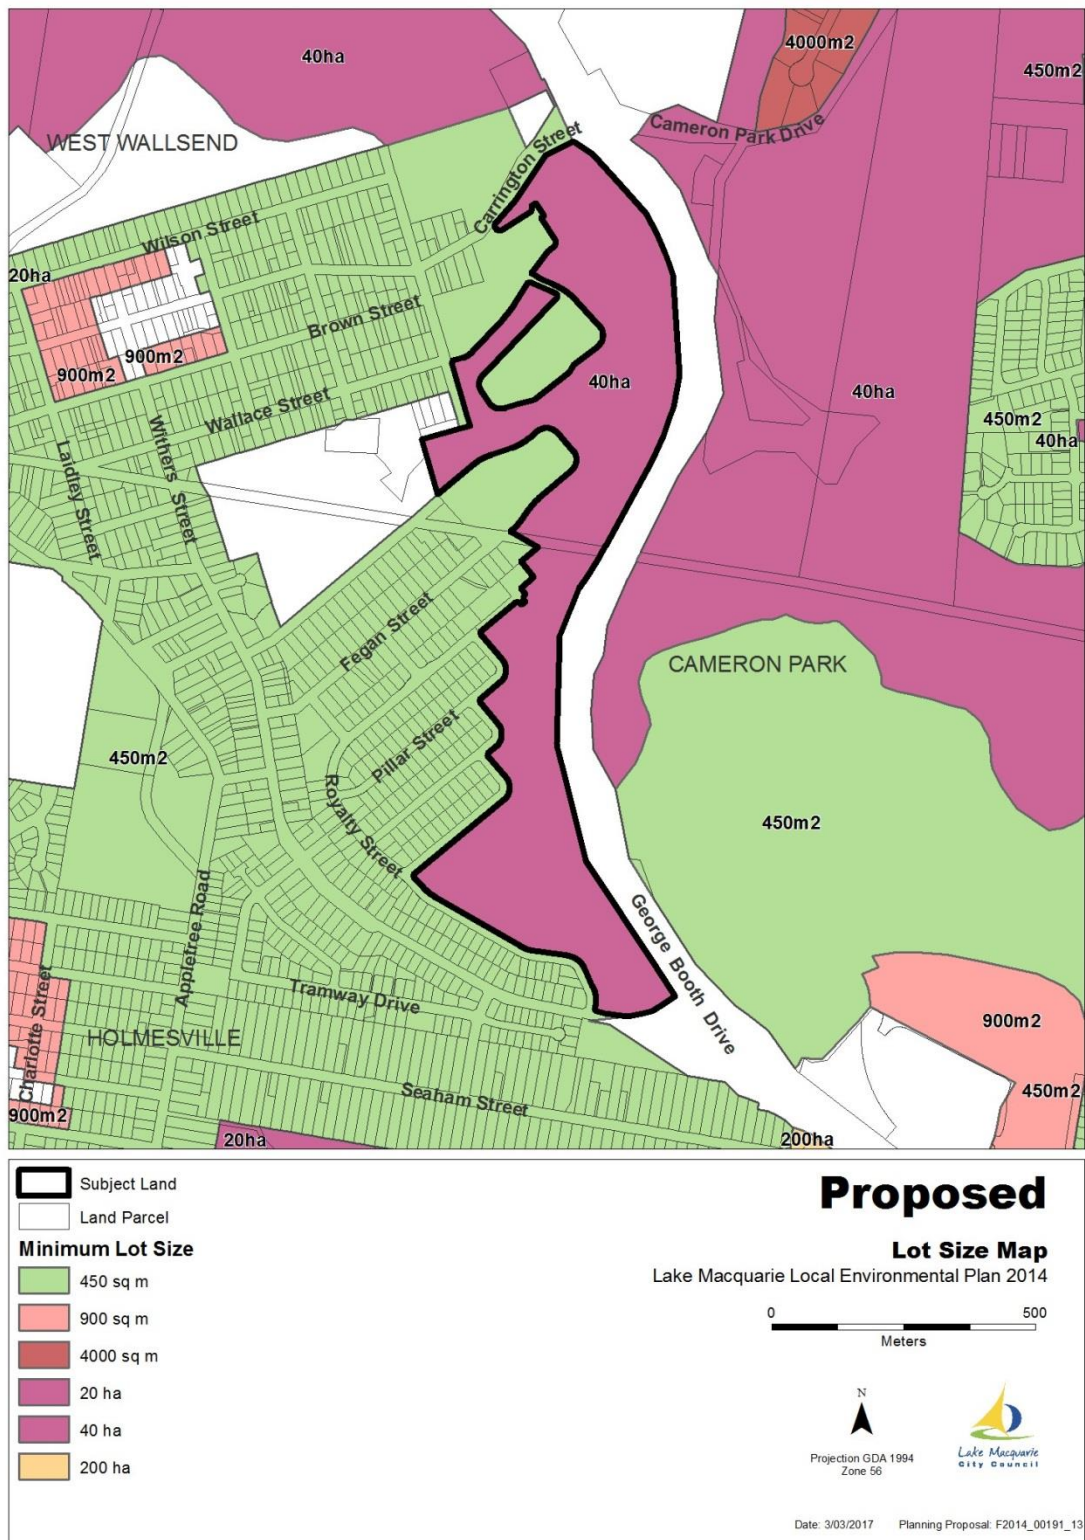 40ha
4000m2
450m2
Cameron Park Drive
WEST WALLSEND
Carrington Street
Wilson Street
20ha
Brown Street
900m2
900m2
40ha
40ha
450m2
40ha
Wallace Street
Withers Street
Laidley Street
Fegan Street
CAMERON PARK
Pillar Street
450m2
Royalty Street
450m2
George Booth Drive
Appletree Road
Tramway Drive
Charlotte Street
HOLMESVILLE
900m2
Seaham Street
450m2
900m2
20ha
200ha
Subject Land
Land Parcel
Minimum Lot Size
450 sq m
900 sq m
4000 sq m
20 ha
40 ha
200 ha
Proposed
Lot Size Map
Lake Macquarie Local Environmental Plan 2014
0 500
Meters
N
Projection GDA 1994
Zone 56
Lake Macquarie
City Council
Date: 3/03/2017 Planning Proposal: F2014_00191_13